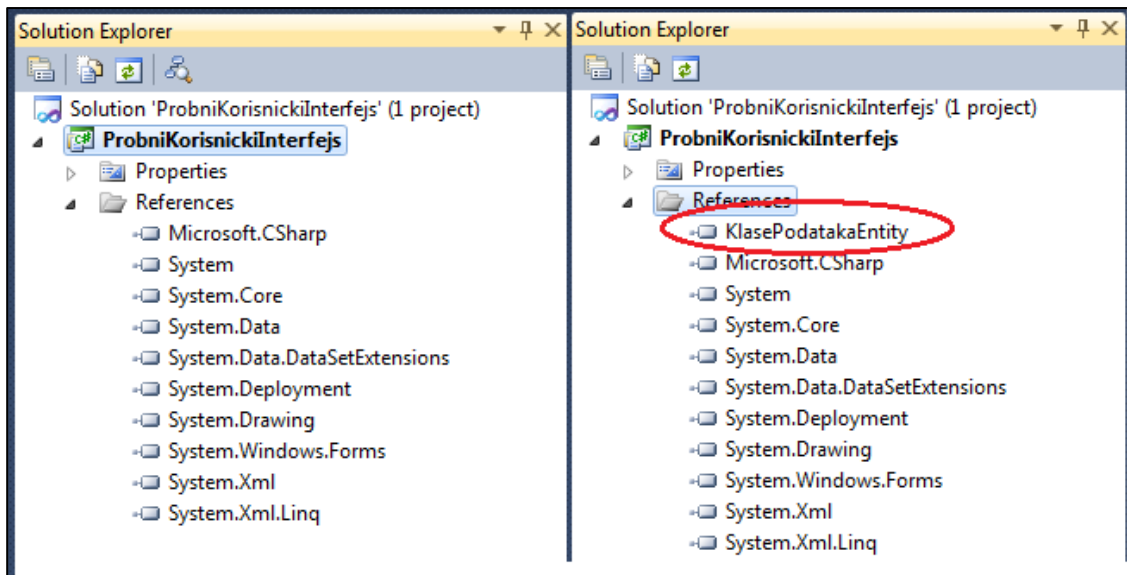 Solution Explorer
Solution 'ProbniKorisnickiInterfejs' (1 project)
ProbniKorisnickiInterfejs
Properties
References
Microsoft.CSharp
System
System.Core
System.Data
System.Data.DataSetExtensions
System.Deployment
System.Drawing
System.Windows.Forms
System.Xml
System.Xml.Linq
Solution Explorer
Solution 'ProbniKorisnickiInterfejs' (1 project)
ProbniKorisnickiInterfejs
Properties
References
KlasePodatakaEntity
Microsoft.CSharp
System
System.Core
System.Data
System.Data.DataSetExtensions
System.Deployment
System.Drawing
System.Windows.Forms
System.Xml
System.Xml.Linq